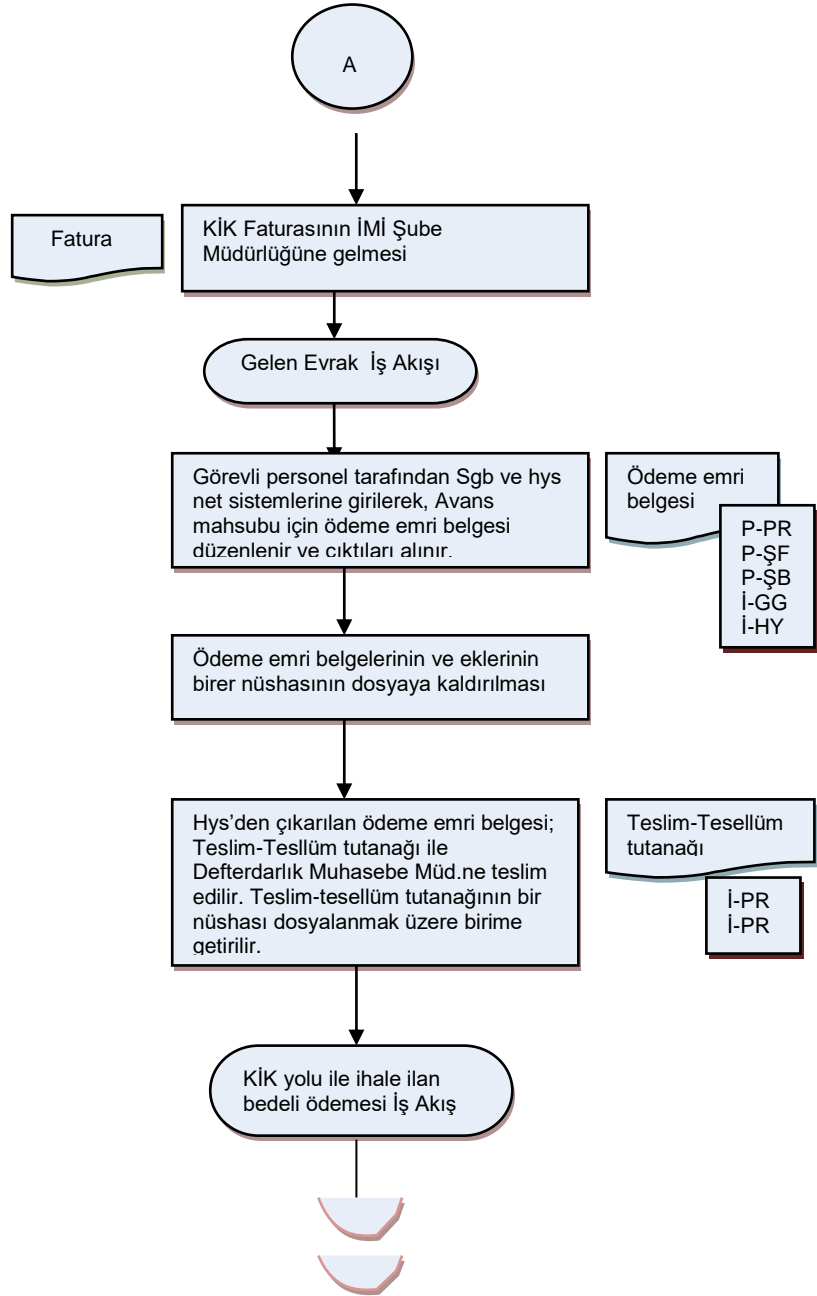 A
Fatura
KİK Faturasının İMİ Şube
Müdürlüğüne gelmesi
Gelen Evrak İş Akışı
Görevli personel tarafından Sgb ve hys
net sistemlerine girilerek, Avans
mahsubu için ödeme emri belgesi
düzenlenir ve çıktıları alınır.
Ödeme emri
belgesi
P-PR
P-ŞF
P-ŞB
İ-GG
İ-HY
Ödeme emri belgelerinin ve eklerinin
birer nüshasının dosyaya kaldırılması
Hys’den çıkarılan ödeme emri belgesi;
Teslim-Tesllüm tutanağı ile
Defterdarlık Muhasebe Müd.ne teslim
edilir. Teslim-tesellüm tutanağının bir
nüshası dosyalanmak üzere birime
getirilir.
Teslim-Tesellüm
tutanağı
İ-PR
İ-PR
KİK yolu ile ihale ilan
bedeli ödemesi İş Akış